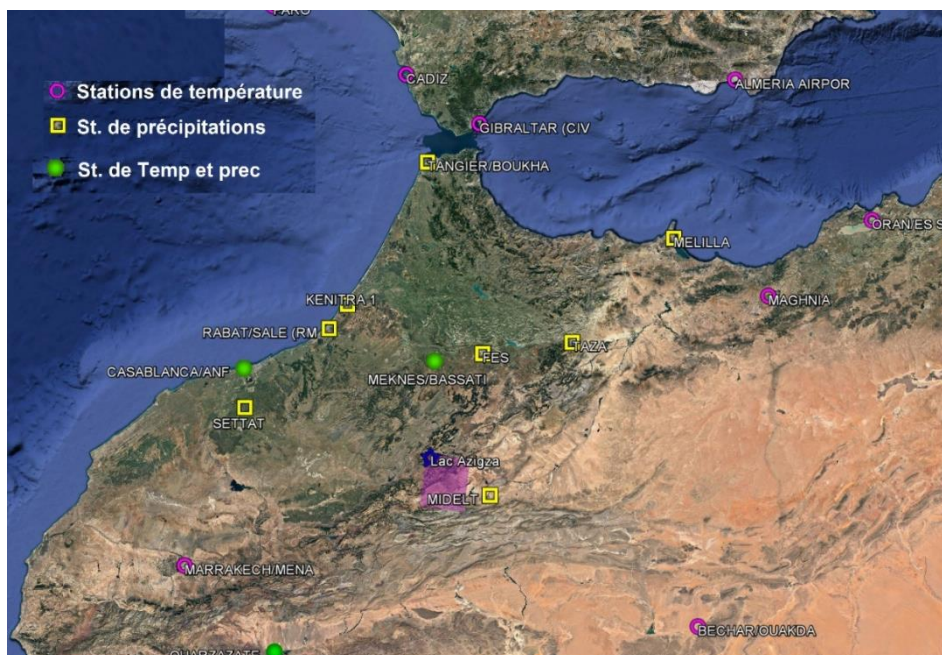 FARO
Stations de température
CADIZ
ALMERIA AIRPOR
St. de précipitations
GIBRALTAR (CIV
St. de Temp et prec
TANGIER/BOUKHA
ORAN/ES S
MELILLA
KENITRA 1
MAGHNIA
RABAT/SALE (RM
FES
TAZA
CASABLANCA/ANF
MEKNES/BASSATI
SETTAT
Lac Azigza
MIDELT
MARRAKECH/MENA
BECHAR/OUAKDA
OUARZAZATE